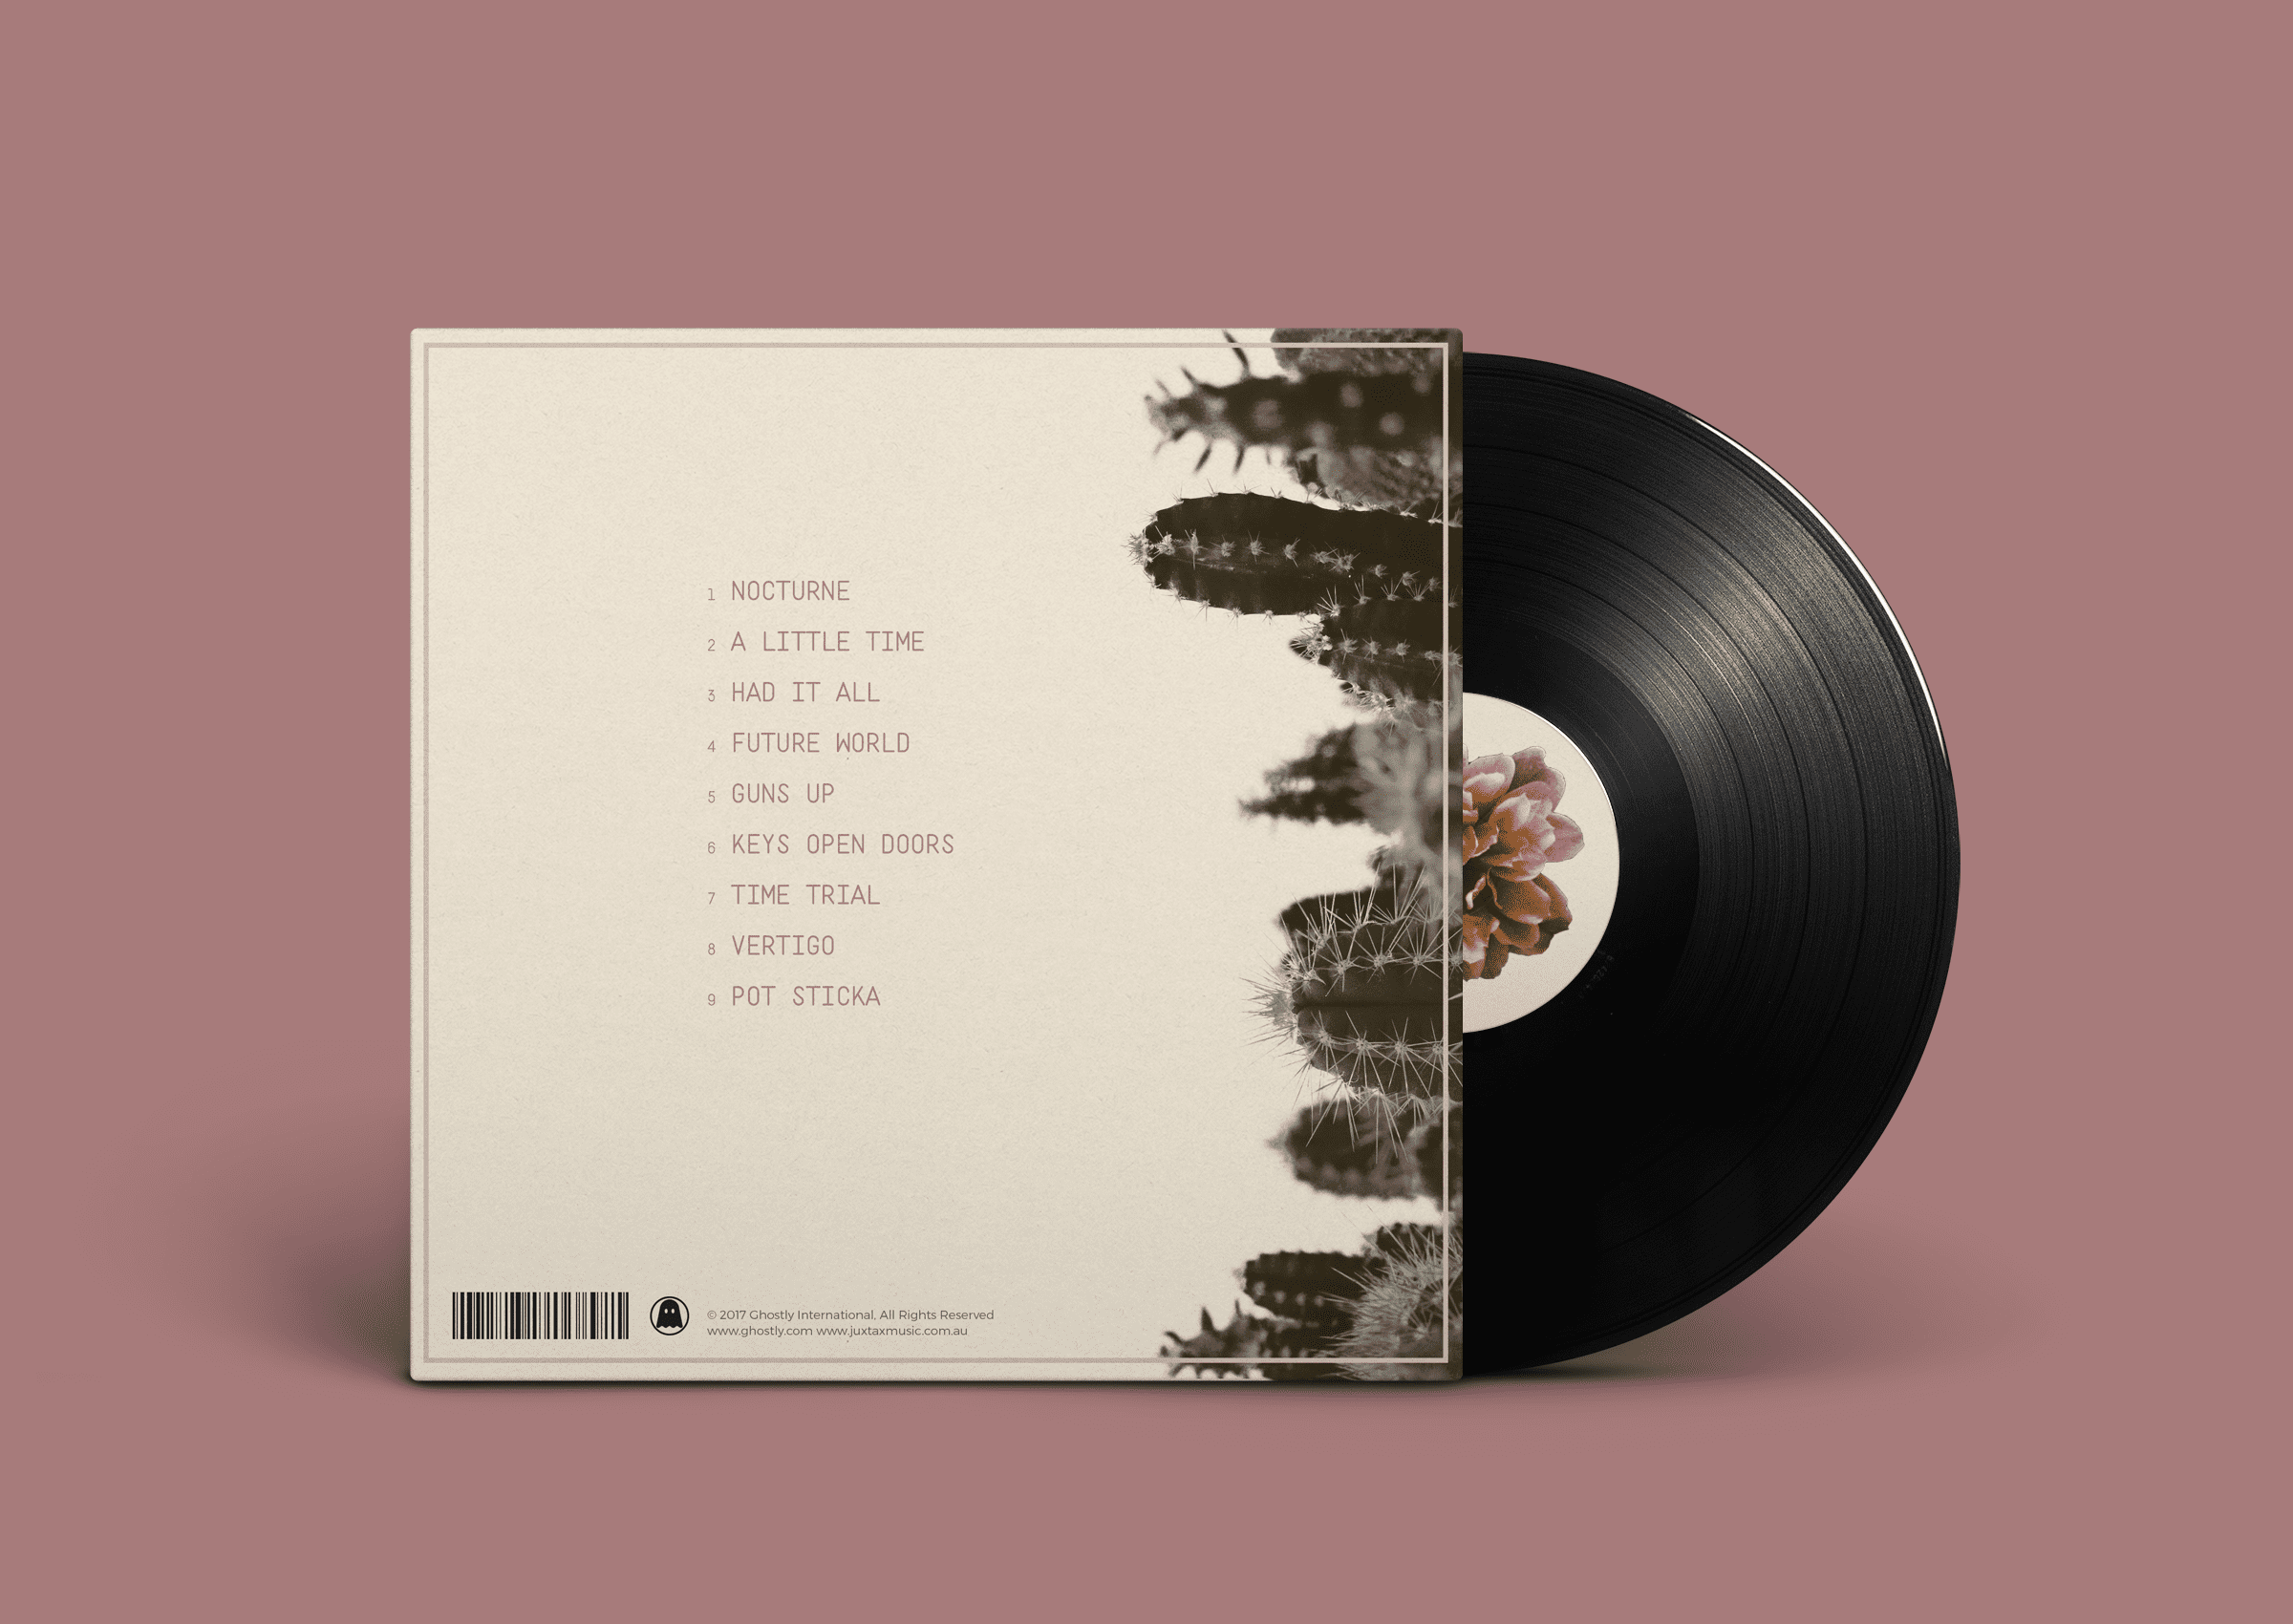 1 NOCTURNE
2 A LITTLE TIME
3 HAD IT ALL
4 FUTURE WORLD
5 GUNS UP
6 KEYS OPEN DOORS
7 TIME TRIAL
8 VERTIGO
9 POT STICKA
© 2017 Ghostly International, All Rights Reserved
www.ghostly.com www.juxtaxmusic.com.au